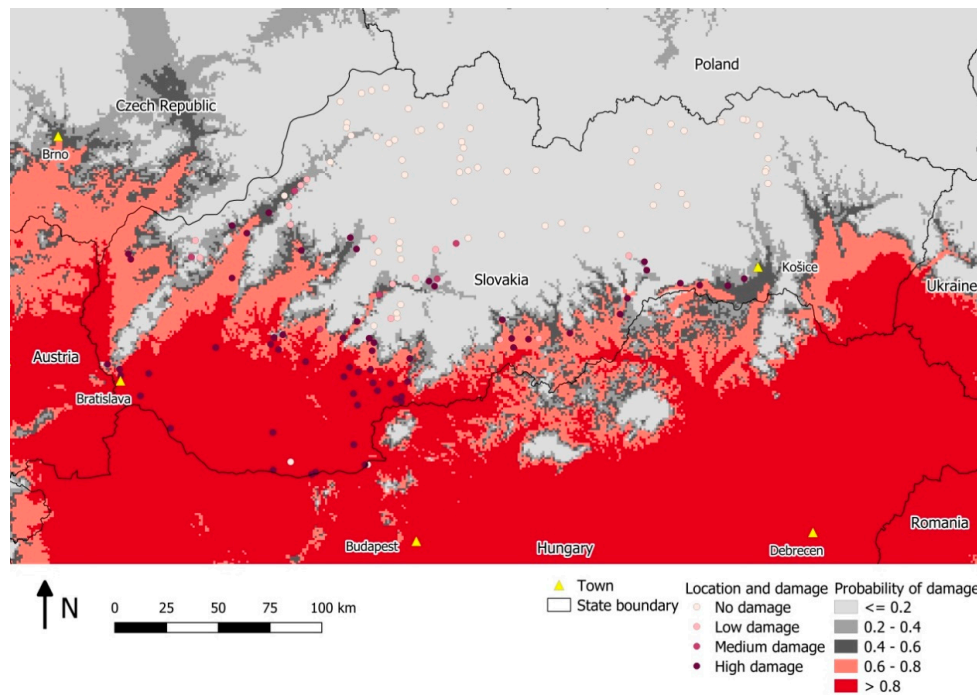 Poland
Czech Republic
Brno
Slovakia
Košice
Ukraine
Austria
Bratislava
Romania
Budapest
Hungary
Debrecen
N
0 25 50 75 100 km
Town
State boundary
Location and damage
No damage
Low damage
Medium damage
High damage
Probability of damage
<= 0.2
0.2 - 0.4
0.4 - 0.6
0.6 - 0.8
> 0.8